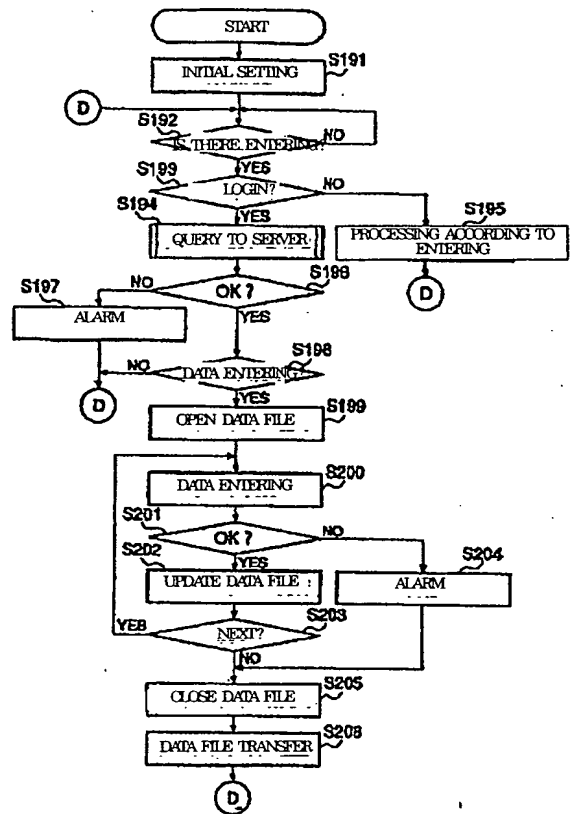 START
S191
INITIAL SETTING
D
S192
IS THERE ENTERING?
NO
YES
S193
LOGIN?
NO
YES
S194
QUERY TO SERVER
S195
PROCESSING ACCORDING TO
ENTERING
D
S196
OK ?
NO
YES
S197
ALARM
S198
DATA ENTERING?
NO
YES
D
S199
OPEN DATA FILE
S200
DATA ENTERING
S201
OK ?
NO
YES
S202
UPDATE DATA FILE
S204
ALARM
S203
NEXT?
YES
NO
S205
CLOSE DATA FILE
S208
DATA FILE TRANSFER
D